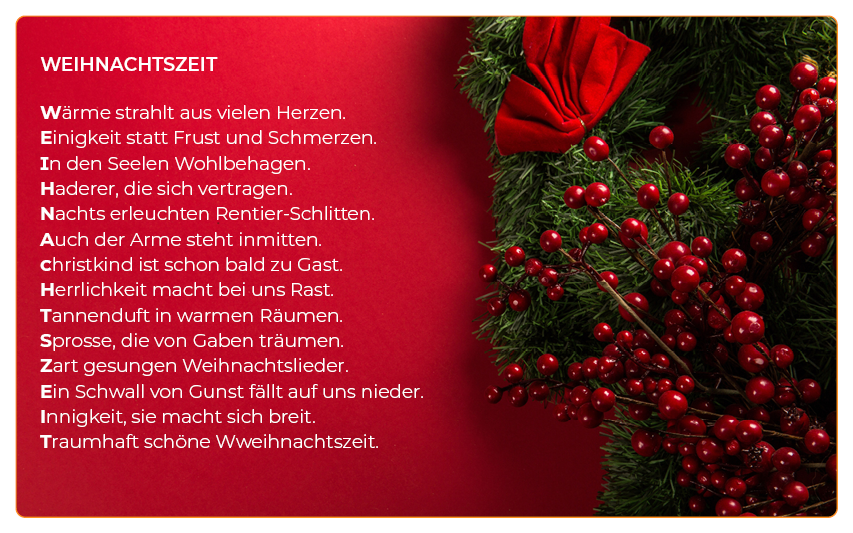 WEIHNACHTSZEIT
Wärme strahlt aus vielen Herzen.
Einigkeit statt Frust und Schmerzen.
In den Seelen Wohlbehagen.
Haderer, die sich vertragen.
Nachts erleuchten Rentier-Schlitten.
Auch der Arme steht inmitten.
christkind ist schon bald zu Gast.
Herrlichkeit macht bei uns Rast.
Tannenduft in warmen Räumen.
Sprosse, die von Gaben träumen.
Zart gesungen Weihnachtslieder.
Ein Schwall von Gunst fällt auf uns nieder.
Innigkeit, sie macht sich breit.
Traumhaft schöne Wweihnachtszeit.